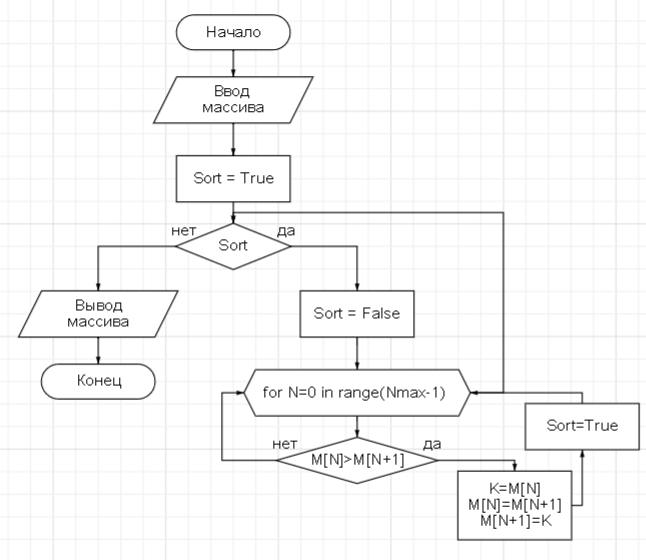 Начало
Ввод
массива
Sort = True
нет
да
Sort
Вывод
массива
Sort = False
Конец
for N=0 in range(Nmax-1)
Sort=True
нет
да
M[N]>M[N+1]
K=M[N]
M[N]=M[N+1]
M[N+1]=K